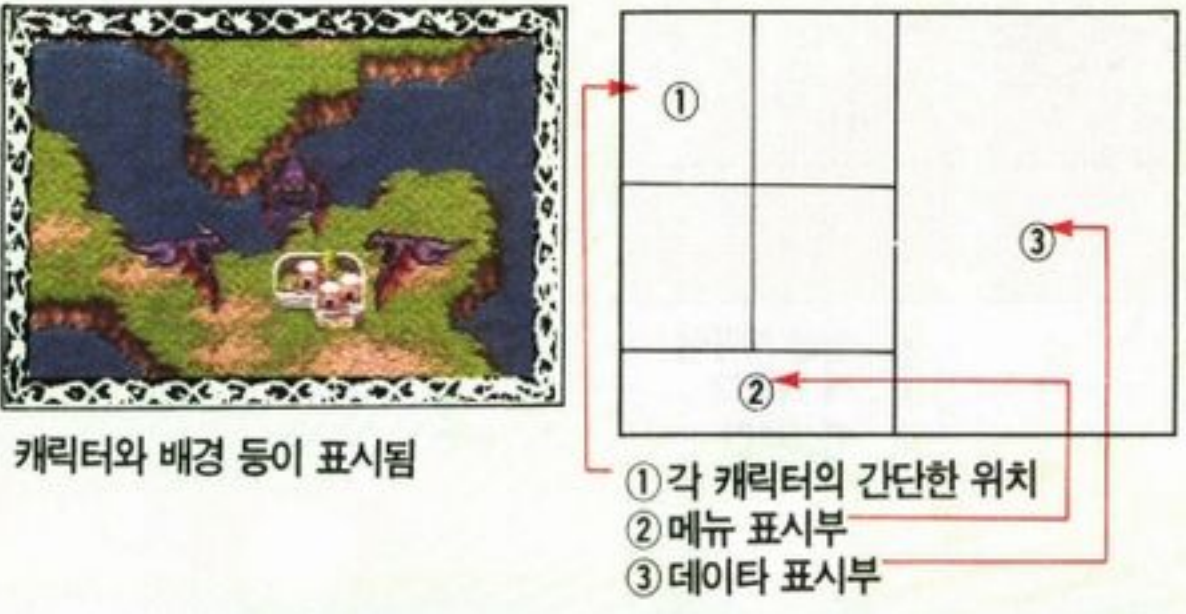 ①
③
②
캐릭터와 배경 등이 표시됨
①각 캐릭터의 간단한 위치
②메뉴 표시부
③데이타 표시부